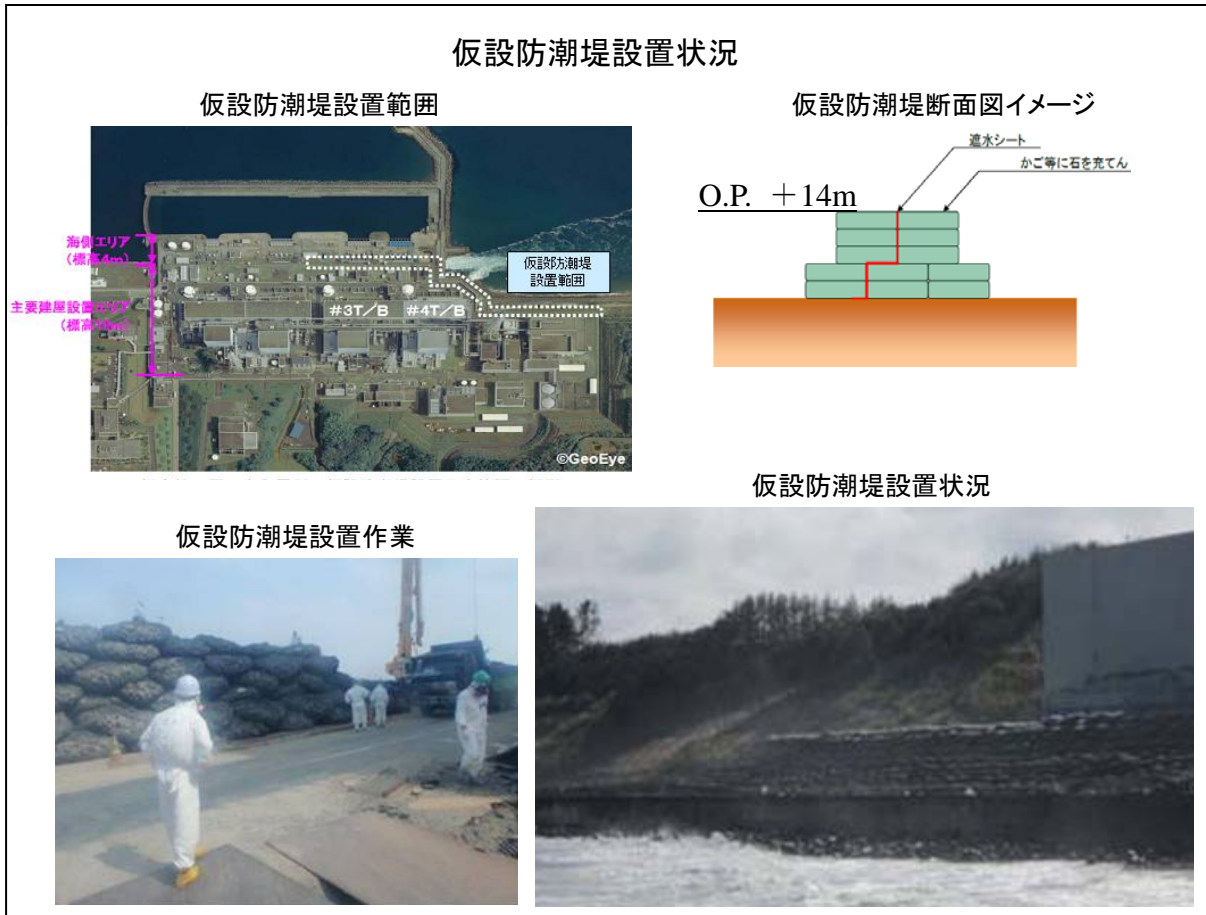 仮設防潮堤設置状況
仮設防潮堤設置範囲
海側エリア
(標高4m)
主要建屋設置エリア
(標高10m)
仮設防潮堤
設置範囲
#3T/B
#4T/B
©GeoEye
仮設防潮堤断面図イメージ
遮水シート
かご等に石を充てん
O.P. +14m
仮設防潮堤設置作業
仮設防潮堤設置状況